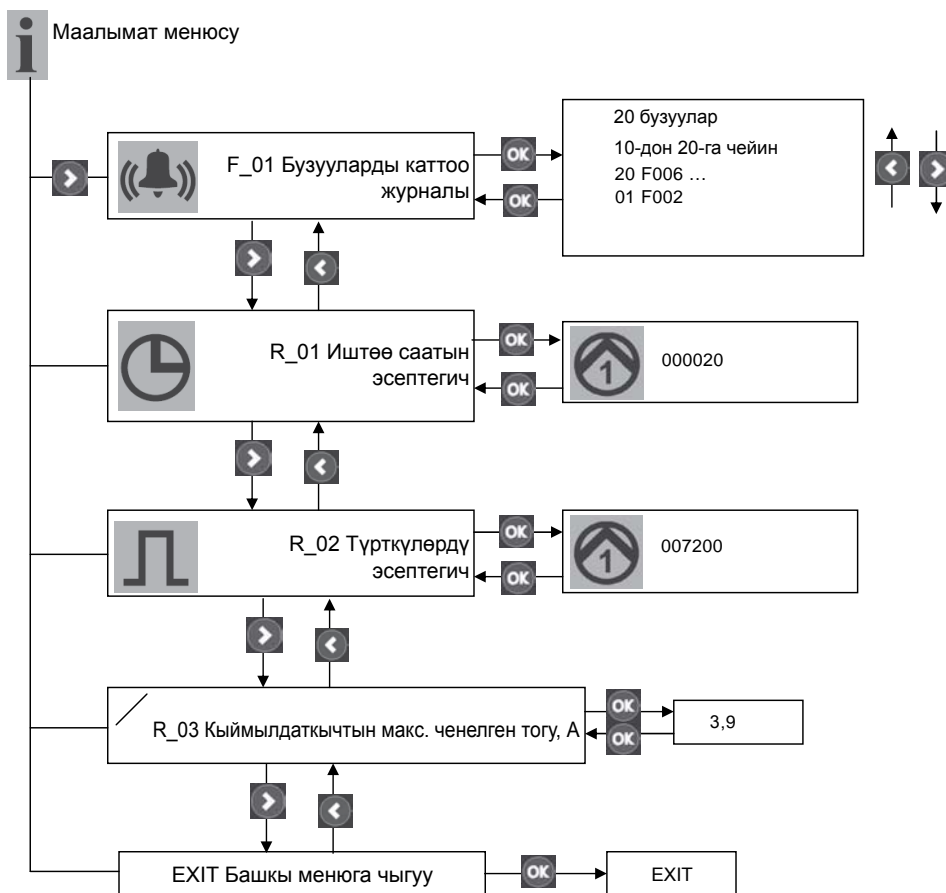 Маалымат менюсу
F_01 Бузууларды каттоо
журналы
OK
OK
20 бузуулар
10-дон 20-га чейин
20 F006 ...
01 F002
R_01 Иштөө саатын
эсептегич
OK
OK
1
000020
R_02 Түрткүлөрдү
эсептегич
OK
OK
1
007200
R_03 Кыймылдаткычтын макс. ченелген тогу, А
OK
OK
3,9
EXIT Башкы менюга чыгуу
OK
EXIT